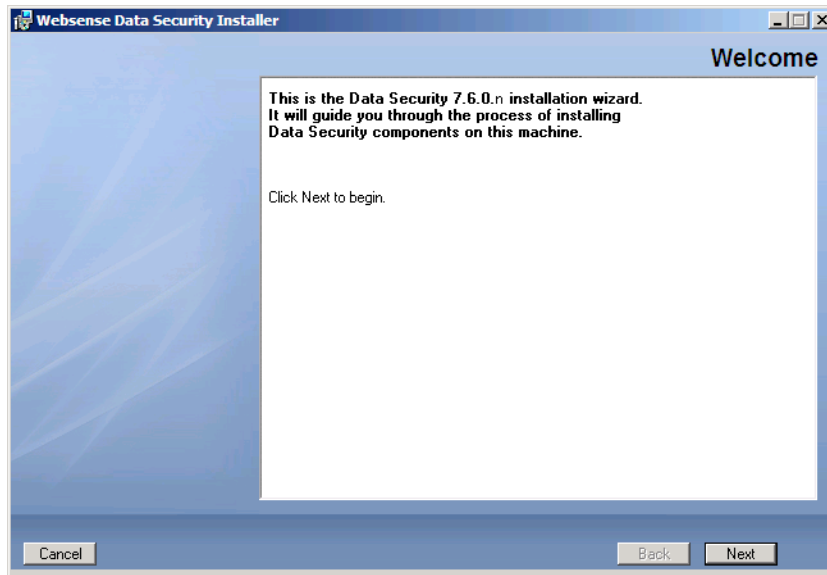 Websense Data Security Installer
Welcome
This is the Data Security 7.6.0.n installation wizard.
It will guide you through the process of installing
Data Security components on this machine.
Click Next to begin.
Cancel
Back
Next